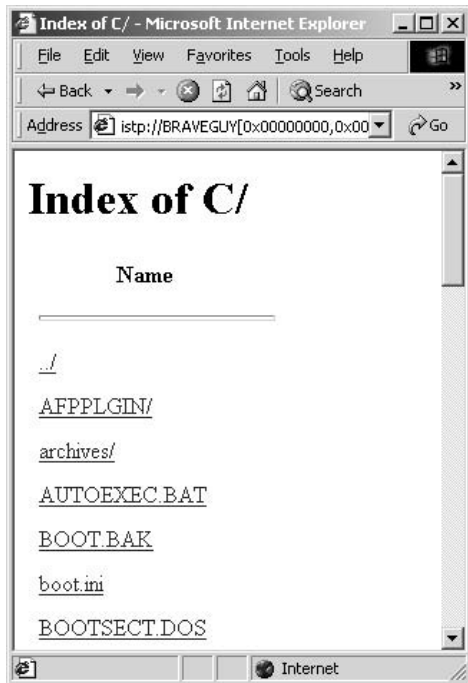 Index of C/ - Microsoft Internet Explorer
File Edit View Favorites Tools Help
Back Search »
Address istp://BRAVEGUY[0x00000000,0x00 Go
Index of C/
Name
../
AFPPLGIN/
archives/
AUTOEXEC.BAT
BOOT.BAK
boot.ini
BOOTSECT.DOS
Internet